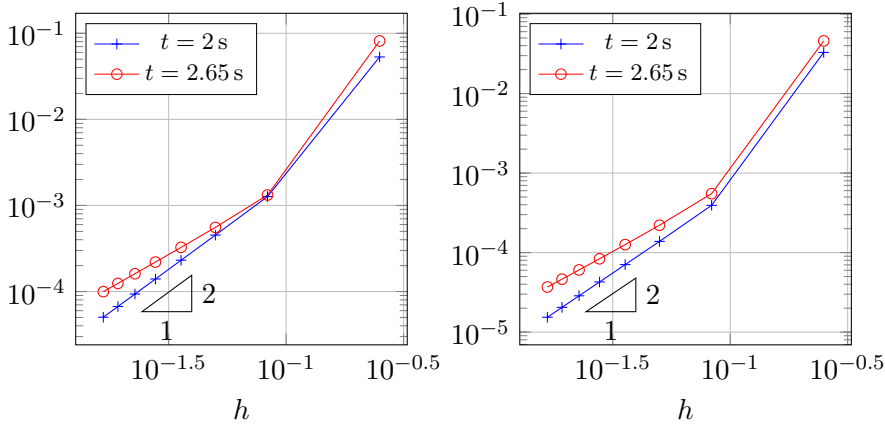 10^{-1}
10^{-2}
10^{-3}
10^{-4}
t = 2 s
t = 2.65 s
2
1
10^{-1.5} 10^{-1} 10^{-0.5}
h
10^{-1}
10^{-2}
10^{-3}
10^{-4}
10^{-5}
t = 2 s
t = 2.65 s
2
1
10^{-1.5} 10^{-1} 10^{-0.5}
h